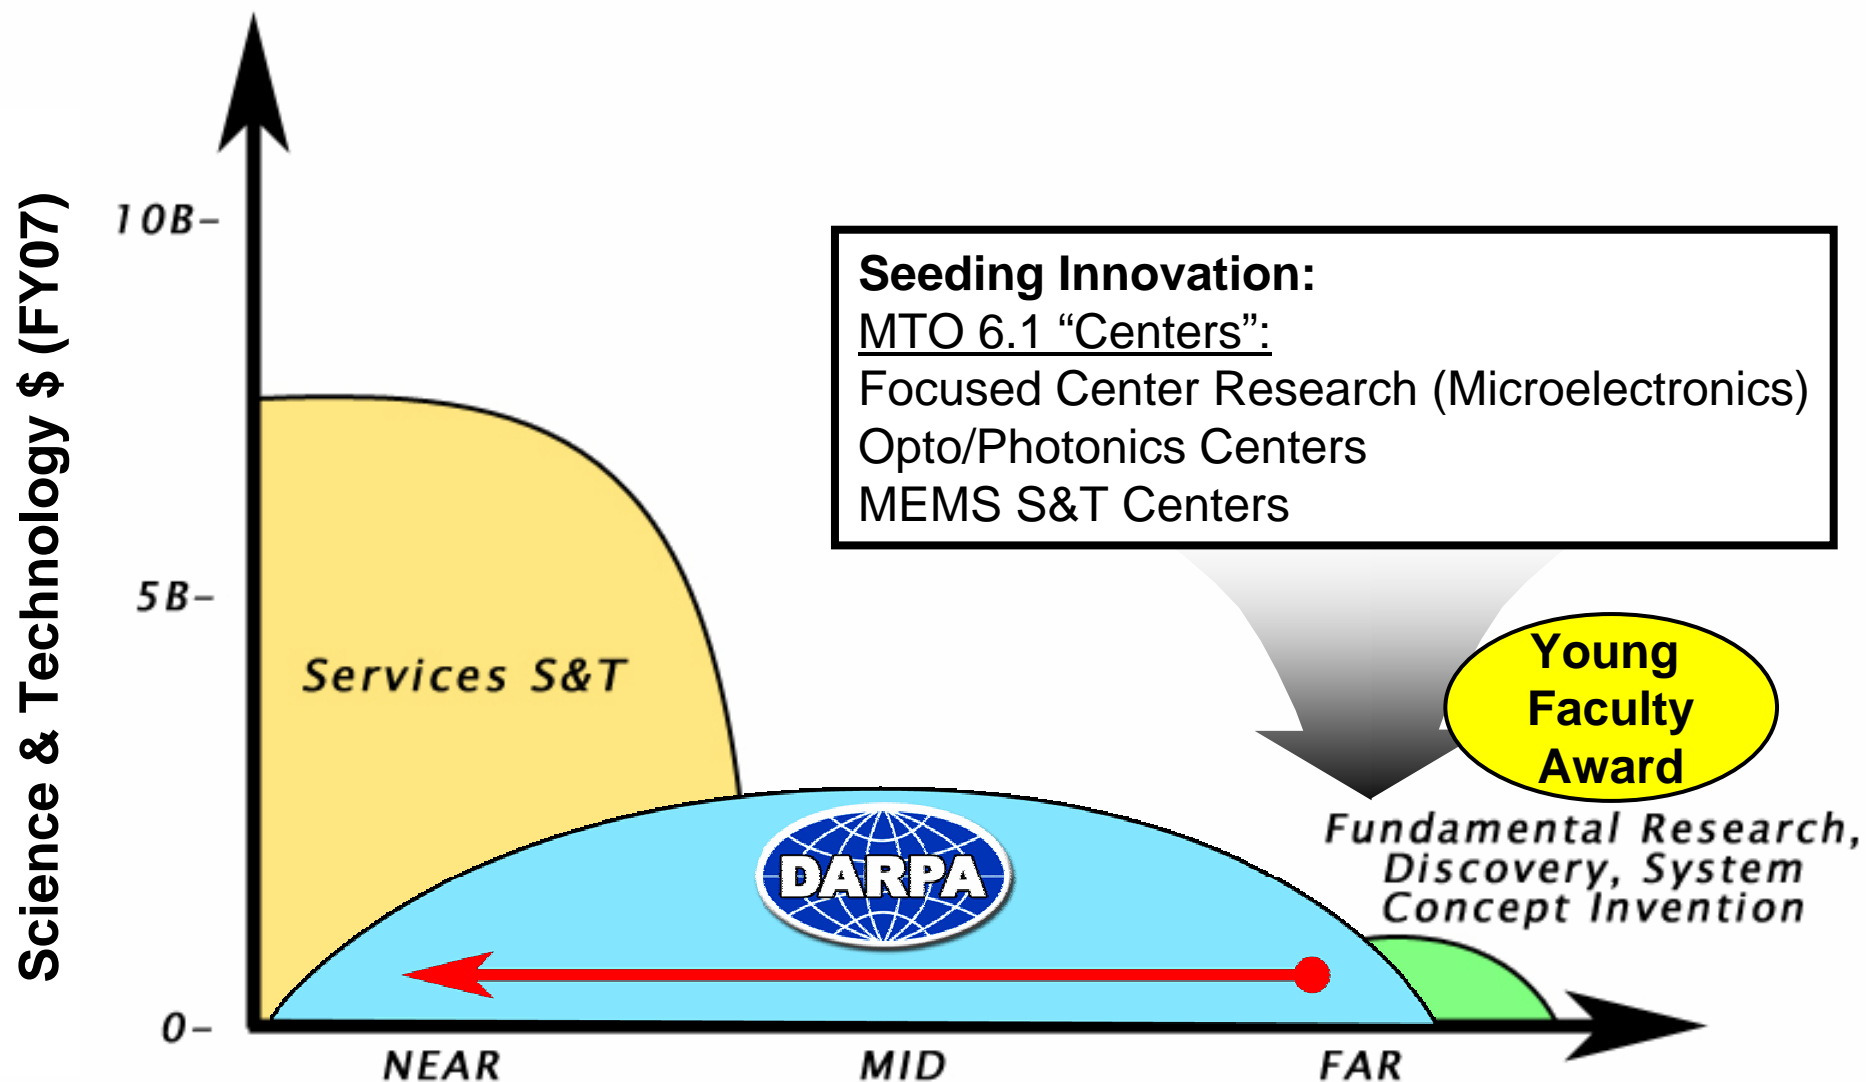 Science & Technology $ (FY07)
10B-
5B-
0-
Seeding Innovation:
MTO 6.1 “Centers”:
Focused Center Research (Microelectronics)
Opto/Photonics Centers
MEMS S&T Centers
Young
Faculty
Award
Services S&T
DARPA
Fundamental Research,
Discovery, System
Concept Invention
NEAR
MID
FAR